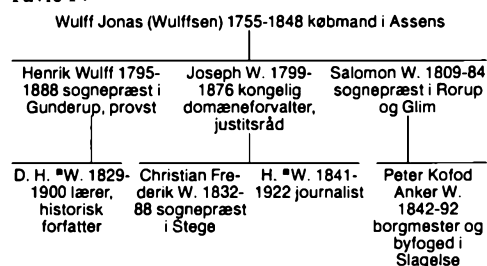 Wulff Jonas (Wulffsen) 1755-1848 købmand i Assens
Henrik Wulff 1795-
1888 sognepræst i
Gunderup, provst
Joseph W. 1799-
1876 kongelig
domæneforvalter,
justitsråd
Salomon W. 1809-84
sognepræst i Rorup
og Glim
D. H. *W. 1829-
1900 lærer,
historisk
forfatter
Christian Fre-
derik W. 1832-
88 sognepræst
i Stege
H. *W. 1841-
1922 journalist
Peter Kofod
Anker W.
1842-92
borgmester og
byfoged i
Slagelse